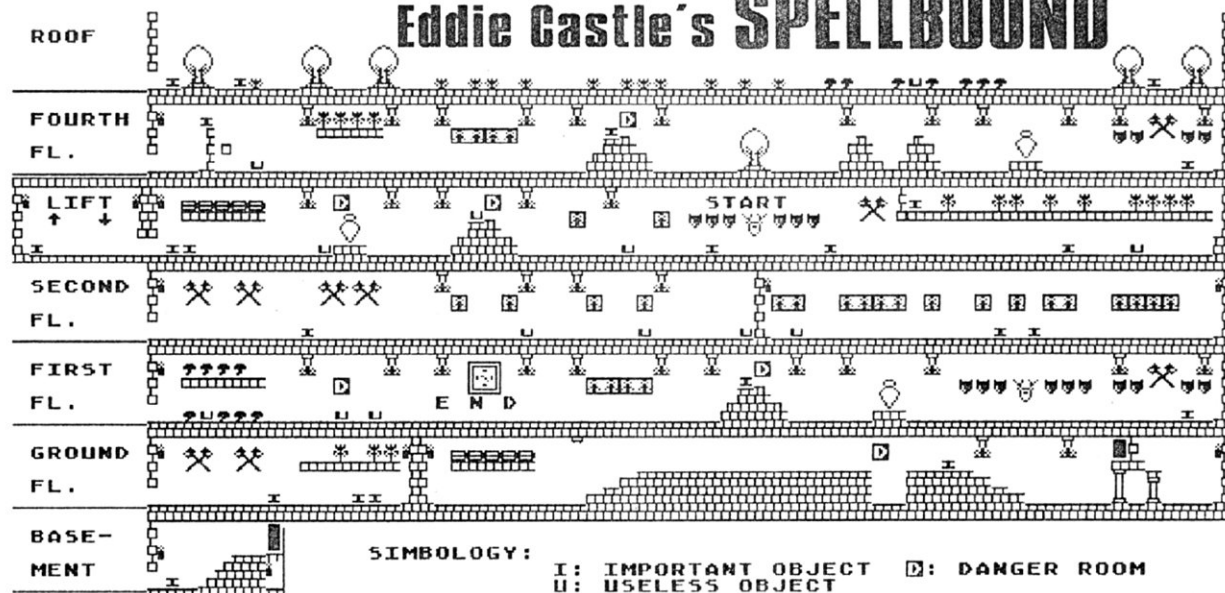 Eddie Castle's SPELLBOUND
ROOF
I I U I
FOURTH
D
I I
FL.
U I
LIFT D D START
I
U
I I I U U I I I U
SECOND
FL.
I U U U U I I
FIRST
D
D I
FL.
E N D
U U U I
GROUND
D
I
FL.
I I I
BASE-
MENT
I
SIMBOLOGY:
I: IMPORTANT OBJECT D: DANGER ROOM
U: USELESS OBJECT